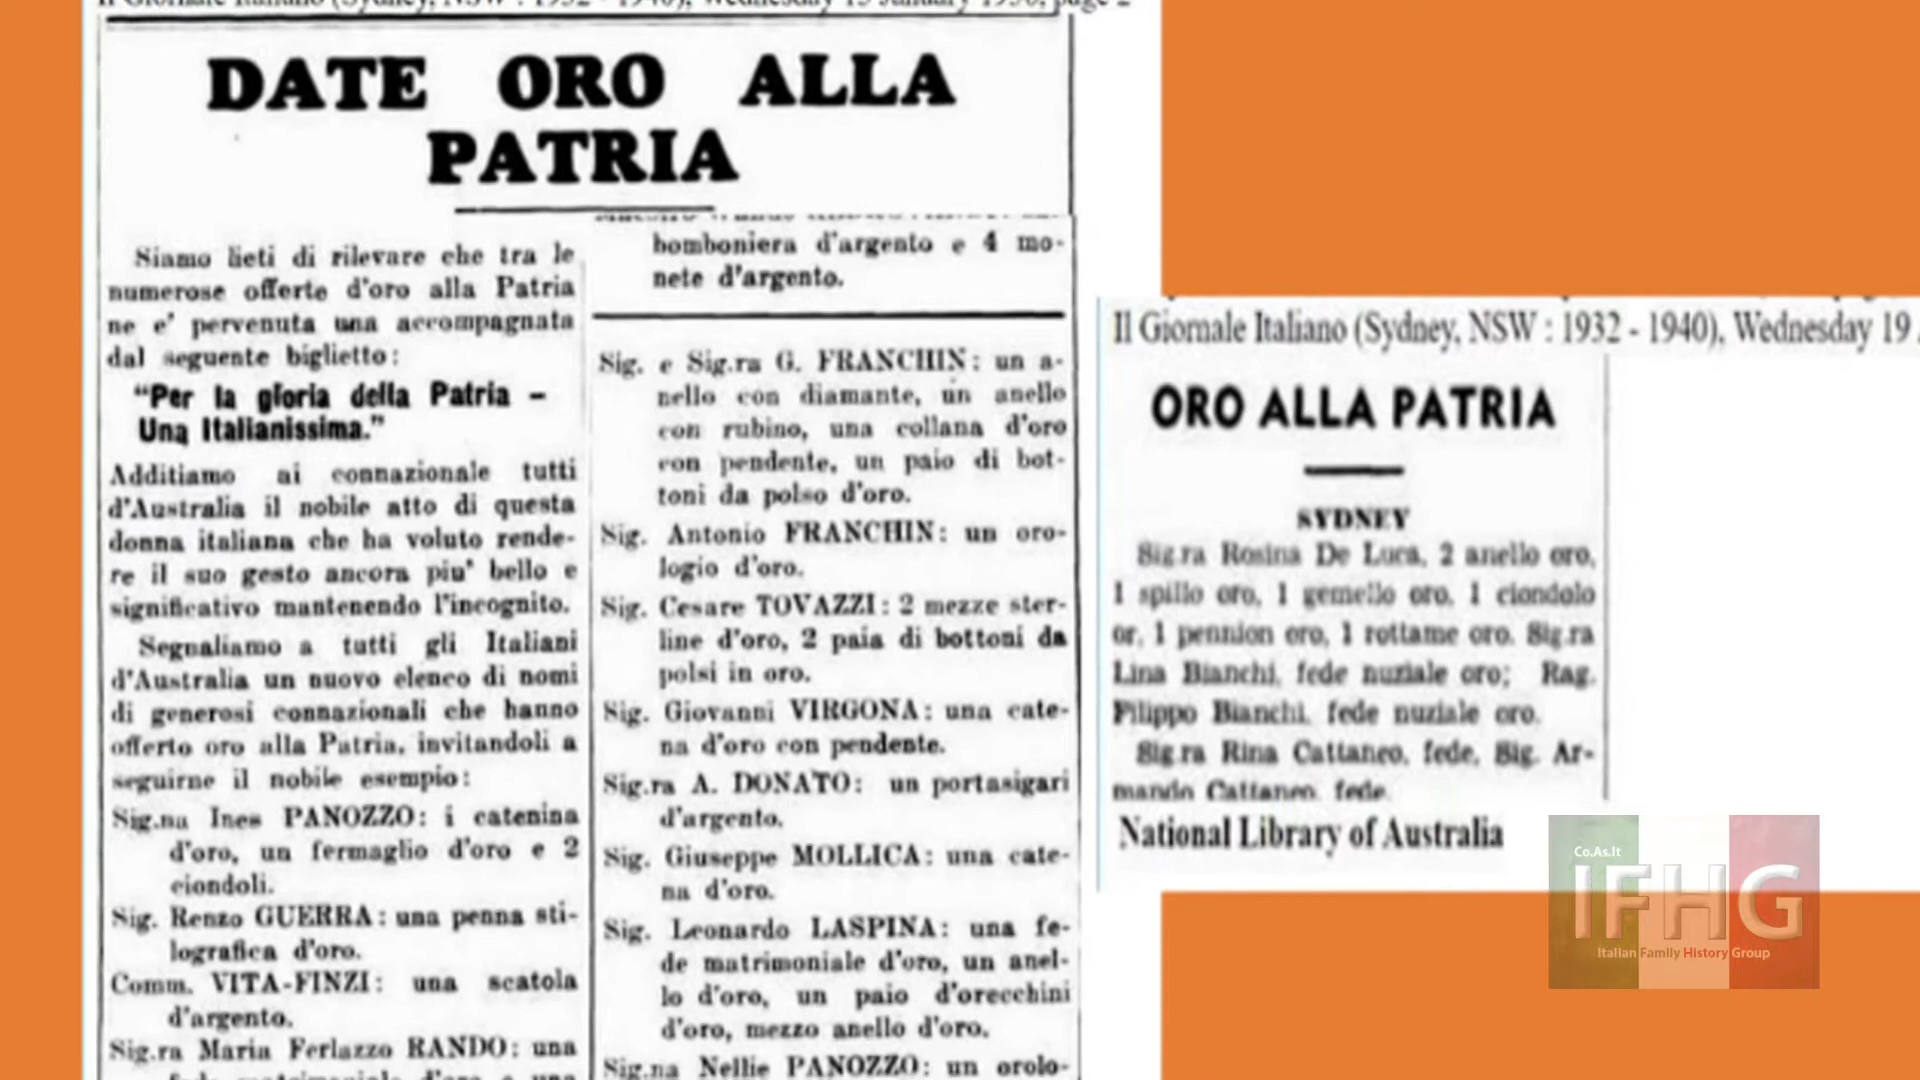 Il Giornale Italiano (Sydney, NSW : 1932 - 1940), Wednesday 15 January 1936, page 2
DATE ORO ALLA
PATRIA
Siamo lieti di rilevare che tra le
numerose offerte d'oro alla Patria
ne e' pervenuta una accompagnata
dal seguente biglietto:
"Per la gloria della Patria –
Una Italianissima."
Additiamo ai connazionale tutti
d'Australia il nobile atto di questa
donna italiana che ha voluto rende-
re il suo gesto ancora piu' bello e
significativo mantenendo l'incognito.
Segnaliamo a tutti gli Italiani
d'Australia un nuovo elenco di nomi
di generosi connazionali che hanno
offerto oro alla Patria, invitandoli a
seguirne il nobile esempio:
Sig.na Ines PANOZZO: i catenina
d'oro, un fermaglio d'oro e 2
ciondoli.
Sig. Renzo GUERRA: una penna sti-
lografica d'oro.
Comm. VITA-FINZI: una scatola
d'argento.
Sig.ra Maria Ferlazzo RANDO: una
bomboniera d'argento e 4 mo-
nete d'argento.
Sig. e Sig.ra G. FRANCHIN: un a-
nello con diamante, un anello
con rubino, una collana d'oro
con pendente, un paio di bot-
toni da polso d'oro.
Sig. Antonio FRANCHIN: un oro-
logio d'oro.
Sig. Cesare TOVAZZI: 2 mezze ster-
line d'oro, 2 paia di bottoni da
polsi in oro.
Sig. Giovanni VIRGONA: una cate-
na d'oro con pendente.
Sig.ra A. DONATO: un portasigari
d'argento.
Sig. Giuseppe MOLLICA: una cate-
na d'oro.
Sig. Leonardo LASPINA: una fe-
de matrimoniale d'oro, un anel-
lo d'oro, un paio d'orecchini
d'oro, mezzo anello d'oro.
Sig.na Nellie PANOZZO: un orolo-
Il Giornale Italiano (Sydney, NSW : 1932 - 1940), Wednesday 19
ORO ALLA PATRIA
SYDNEY
Sig.ra Rosina De Luca, 2 anello oro,
1 spillo oro, 1 gemello oro, 1 ciondolo
or, 1 pennion oro, 1 rottame oro. Sig.ra
Lina Bianchi, fede nuziale oro; Rag.
Filippo Bianchi, fede nuziale oro.
Sig.ra Rina Cattaneo, fede, Sig. Ar-
mando Cattaneo, fede.
National Library of Australia
Co.As.It
IFHG
Italian Family History Group